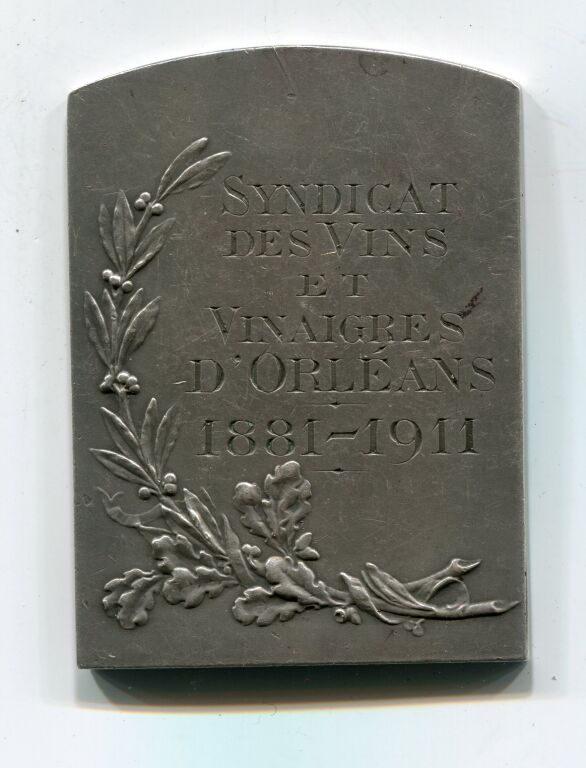 SYNDICAT
DES VINS
ET
VINAIGRES
D'ORLÉANS
1881-1911